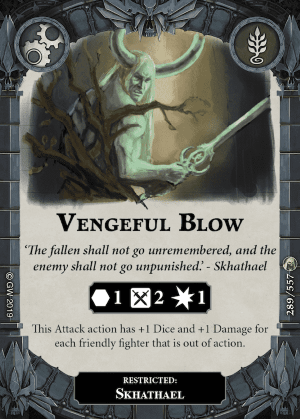 VENGEFUL BLOW
'The fallen shall not go unremembered, and the
enemy shall not go unpunished.' - Skhathael
1 2 1
This Attack action has +1 Dice and +1 Damage for
each friendly fighter that is out of action.
RESTRICTED:
SKHATHAEL
© GW 2019
289/557